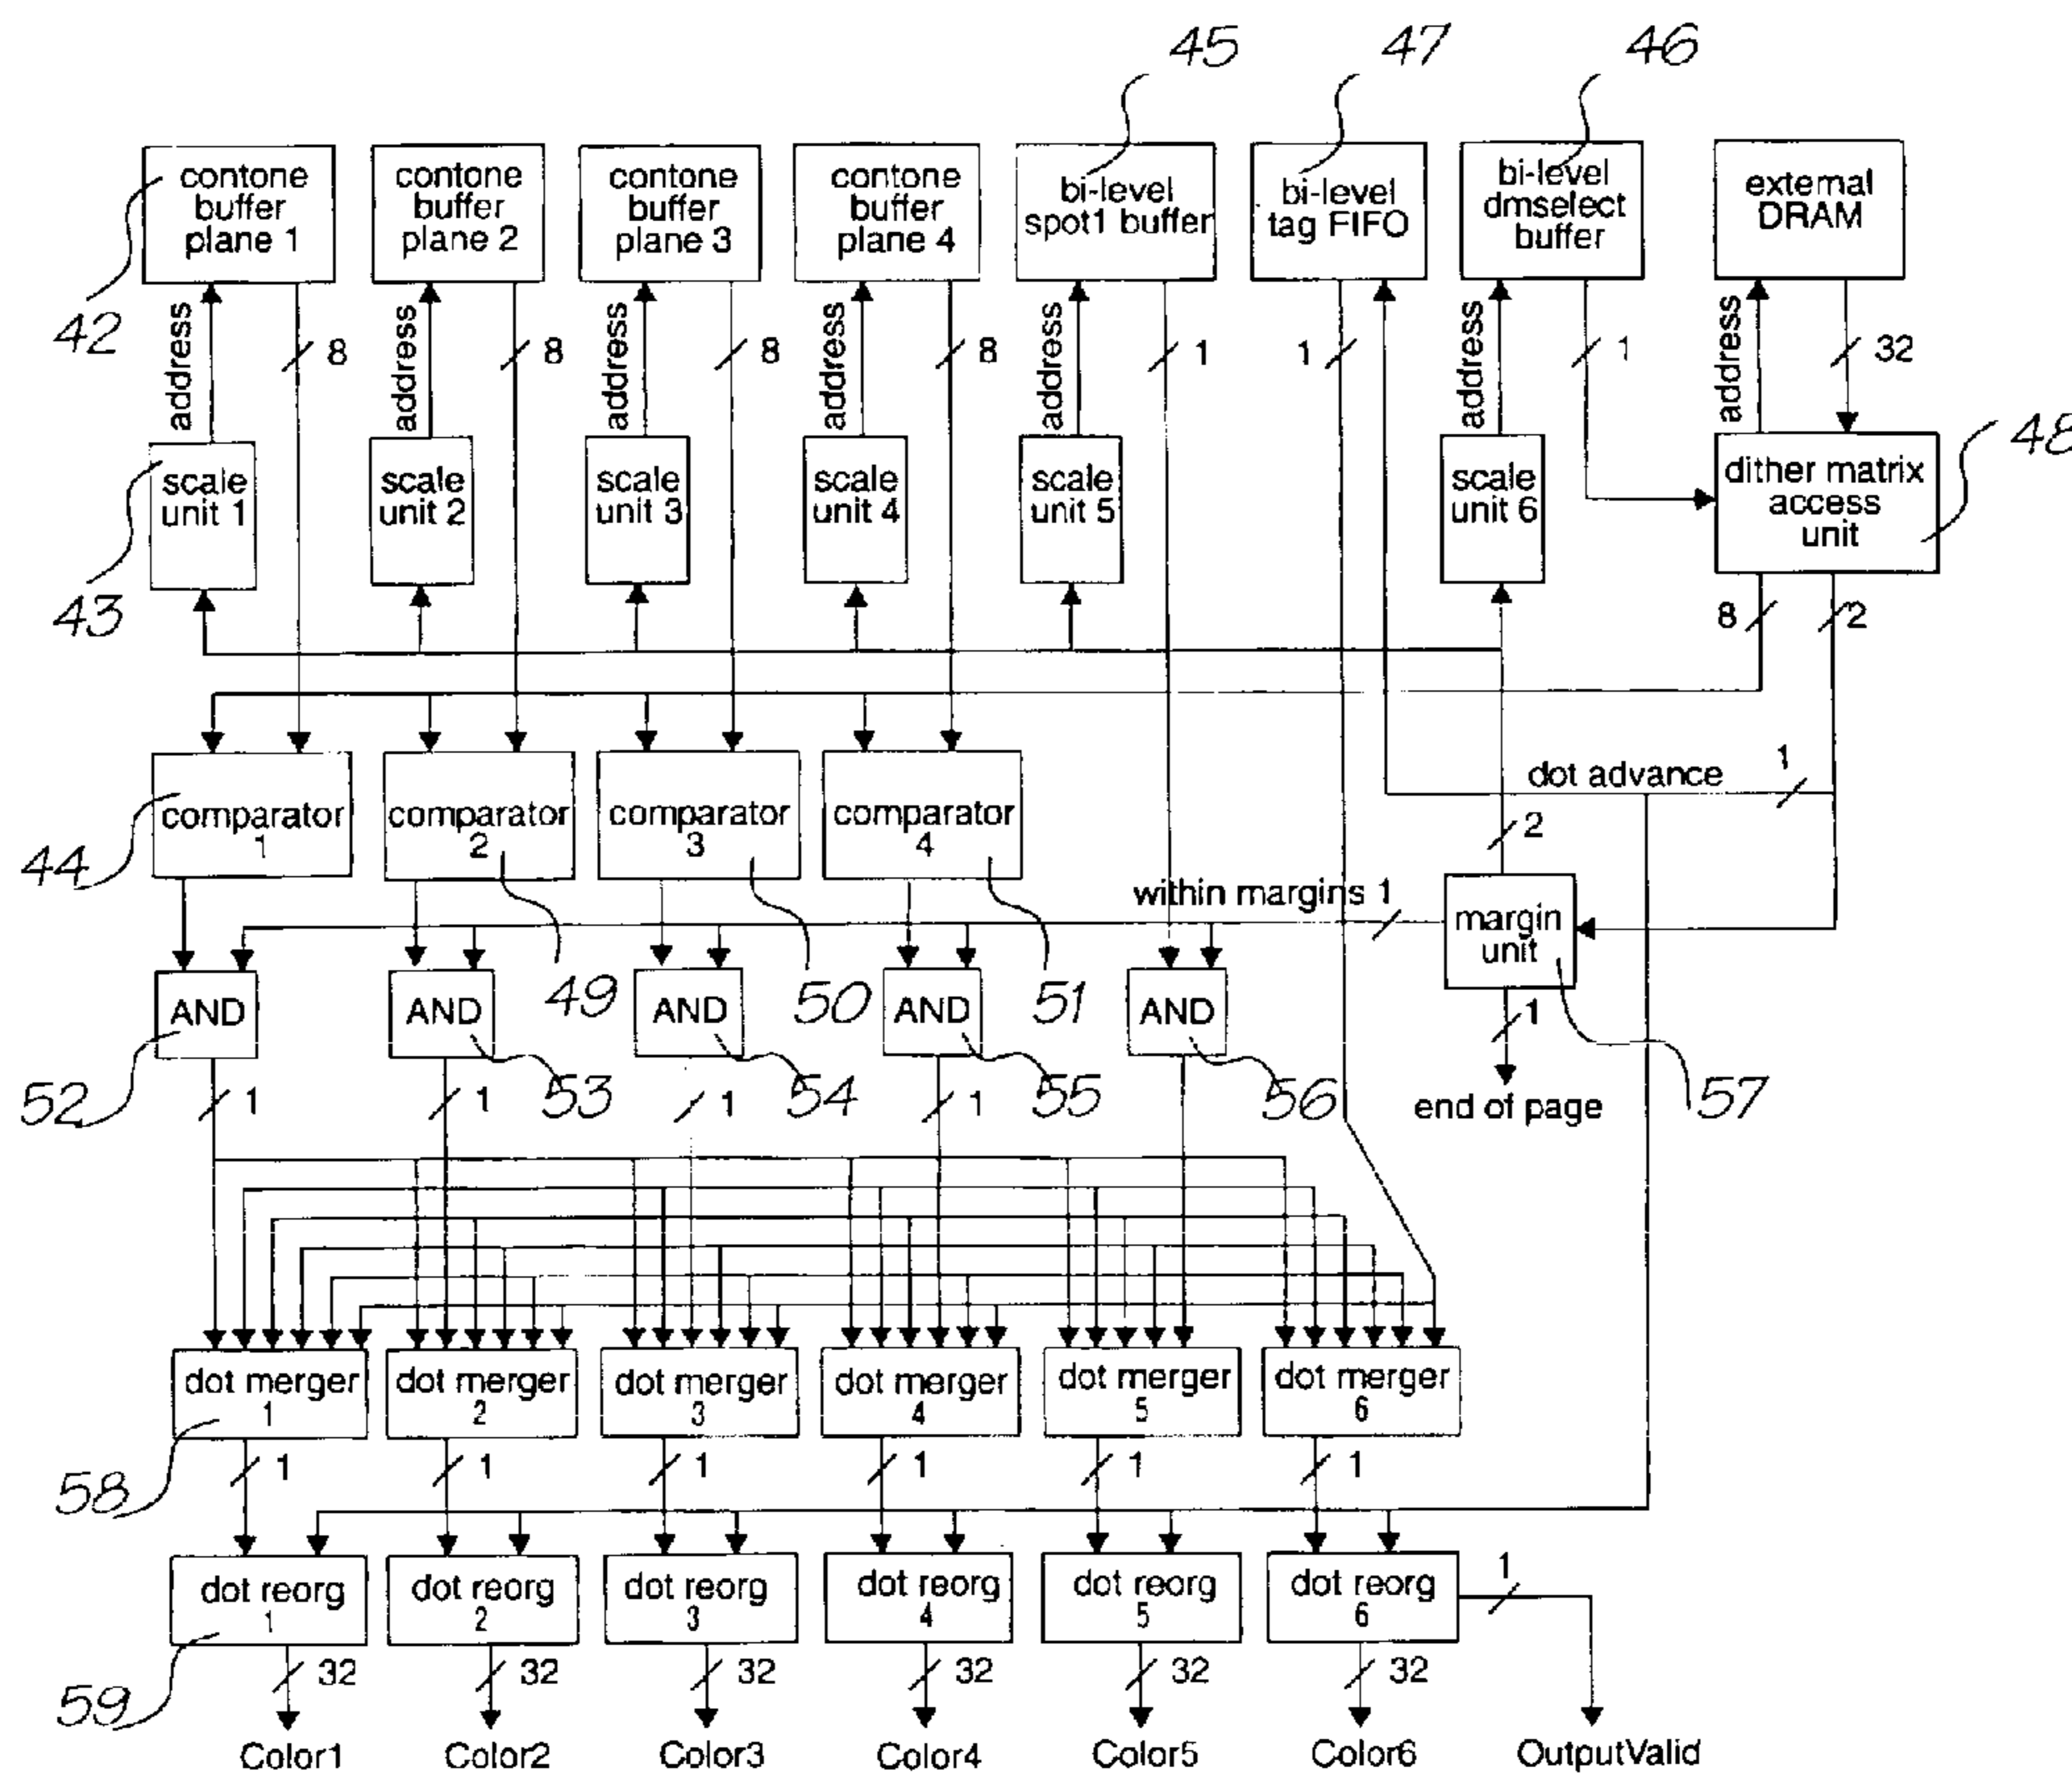 45
47
46
contone
buffer
plane 1
contone
buffer
plane 2
contone
buffer
plane 3
contone
buffer
plane 4
bi-level
spot1 buffer
bi-level
tag FIFO
bi-level
dmselect
buffer
external
DRAM
42
address
8
address
8
address
8
address
8
address
1
1
address
1
address
32
48
43
scale
unit 1
scale
unit 2
scale
unit 3
scale
unit 4
scale
unit 5
scale
unit 6
dither matrix
access
unit
8
2
dot advance
1
2
44
comparator
1
comparator
2
comparator
3
comparator
4
within margins 1
margin
unit
49
50
51
AND
AND
AND
AND
AND
1
end of page
57
52
1
53
1
54
1
55
1
56
dot merger
1
dot merger
2
dot merger
3
dot merger
4
dot merger
5
dot merger
6
58
1
1
1
1
1
1
dot reorg
1
dot reorg
2
dot reorg
3
dot reorg
4
dot reorg
5
dot reorg
6
1
59
32
32
32
32
32
32
Color1
Color2
Color3
Color4
Color5
Color6
OutputValid